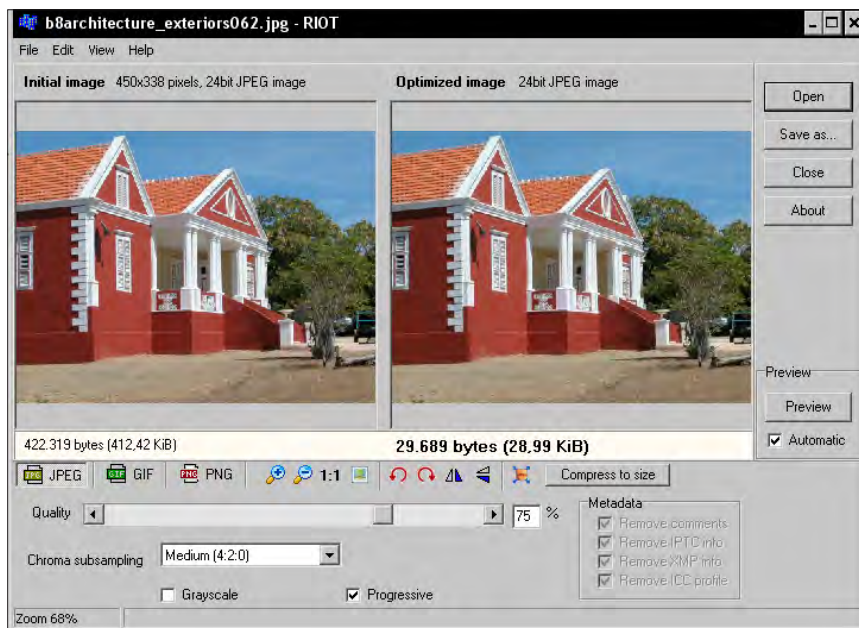 b8architecture_exteriors062.jpg - RIOT
File Edit View Help
Initial image 450x338 pixels, 24bit JPEG image
Optimized image 24bit JPEG image
Open
Save as...
Close
About
Preview
Preview
Automatic
422.319 bytes (412,42 KiB)
29.689 bytes (28,99 KiB)
JPG JPEG GIF GIF PNG PNG 1:1 Compress to size
Quality 75 %
Metadata
Remove comments
Remove IPTC info
Remove XMP info
Remove ICC profile
Chroma subsampling Medium (4:2:0)
Grayscale Progressive
Zoom 68%